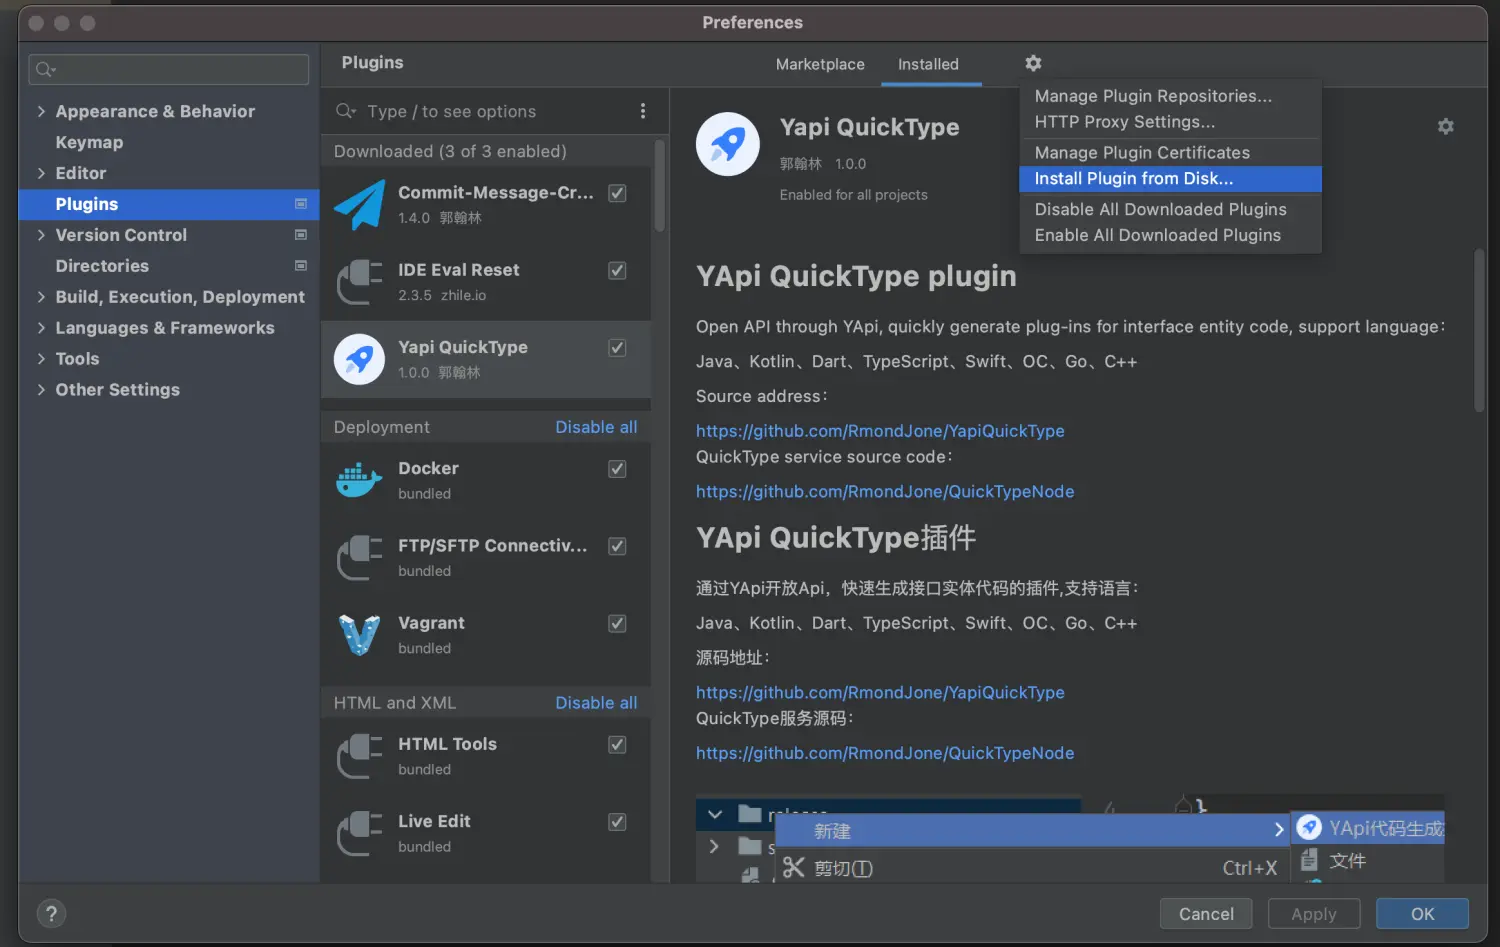 Preferences
Appearance & Behavior
Keymap
Editor
Plugins
Version Control
Directories
Build, Execution, Deployment
Languages & Frameworks
Tools
Other Settings
Plugins
Marketplace
Installed
Type / to see options
Downloaded (3 of 3 enabled)
Commit-Message-Cr...
1.4.0 郭翰林
IDE Eval Reset
2.3.5 zhile.io
Yapi QuickType
1.0.0 郭翰林
Deployment Disable all
Docker
bundled
FTP/SFTP Connectiv...
bundled
Vagrant
bundled
HTML and XML Disable all
HTML Tools
bundled
Live Edit
bundled
Manage Plugin Repositories...
HTTP Proxy Settings...
Manage Plugin Certificates
Install Plugin from Disk...
Disable All Downloaded Plugins
Enable All Downloaded Plugins
Yapi QuickType
郭翰林 1.0.0
Enabled for all projects
YApi QuickType plugin
Open API through YApi, quickly generate plug-ins for interface entity code, support language：
Java、Kotlin、Dart、TypeScript、Swift、OC、Go、C++
Source address：
https://github.com/RmondJone/YapiQuickType
QuickType service source code：
https://github.com/RmondJone/QuickTypeNode
YApi QuickType插件
通过YApi开放Api，快速生成接口实体代码的插件,支持语言：
Java、Kotlin、Dart、TypeScript、Swift、OC、Go、C++
源码地址：
https://github.com/RmondJone/YapiQuickType
QuickType服务源码：
https://github.com/RmondJone/QuickTypeNode
}
新建
YApi代码生成
剪切(T) Ctrl+X
文件
?
Cancel
Apply
OK